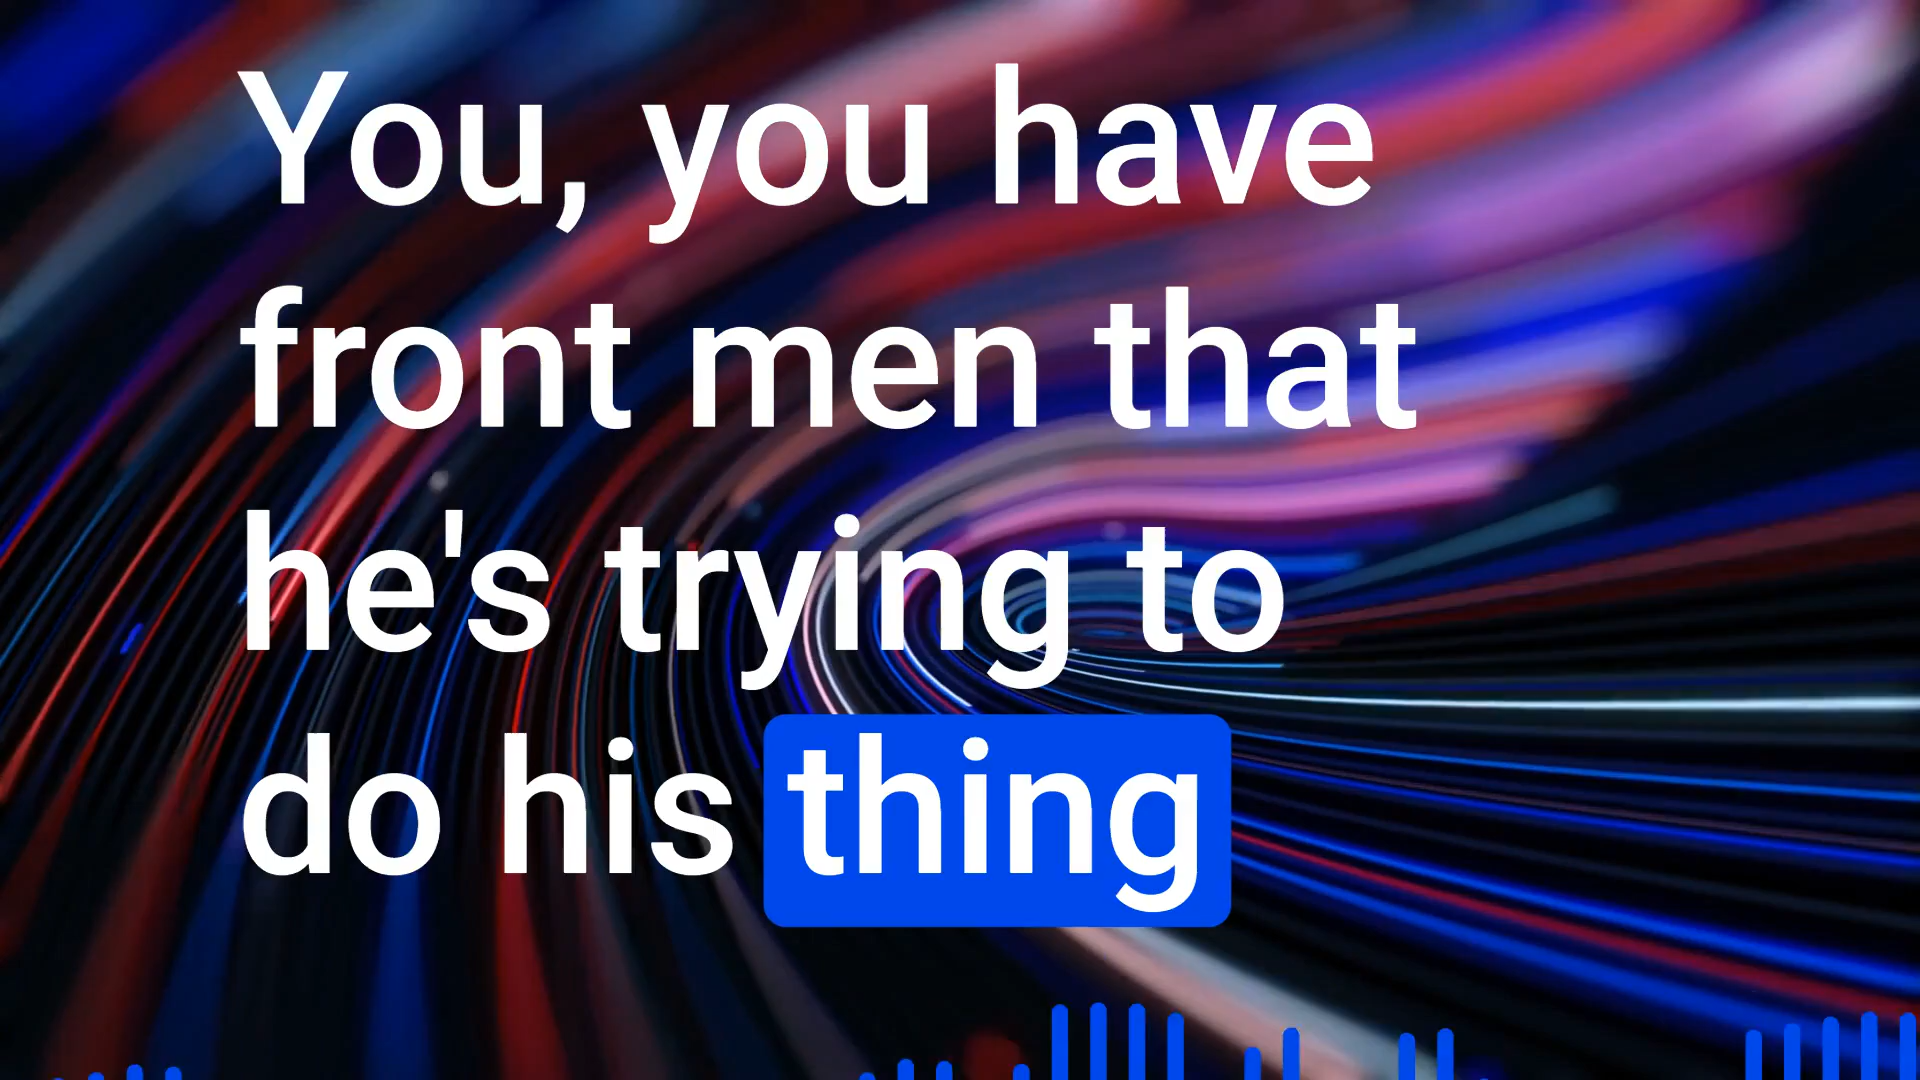 You, you have
front men that
he's trying to
do his thing